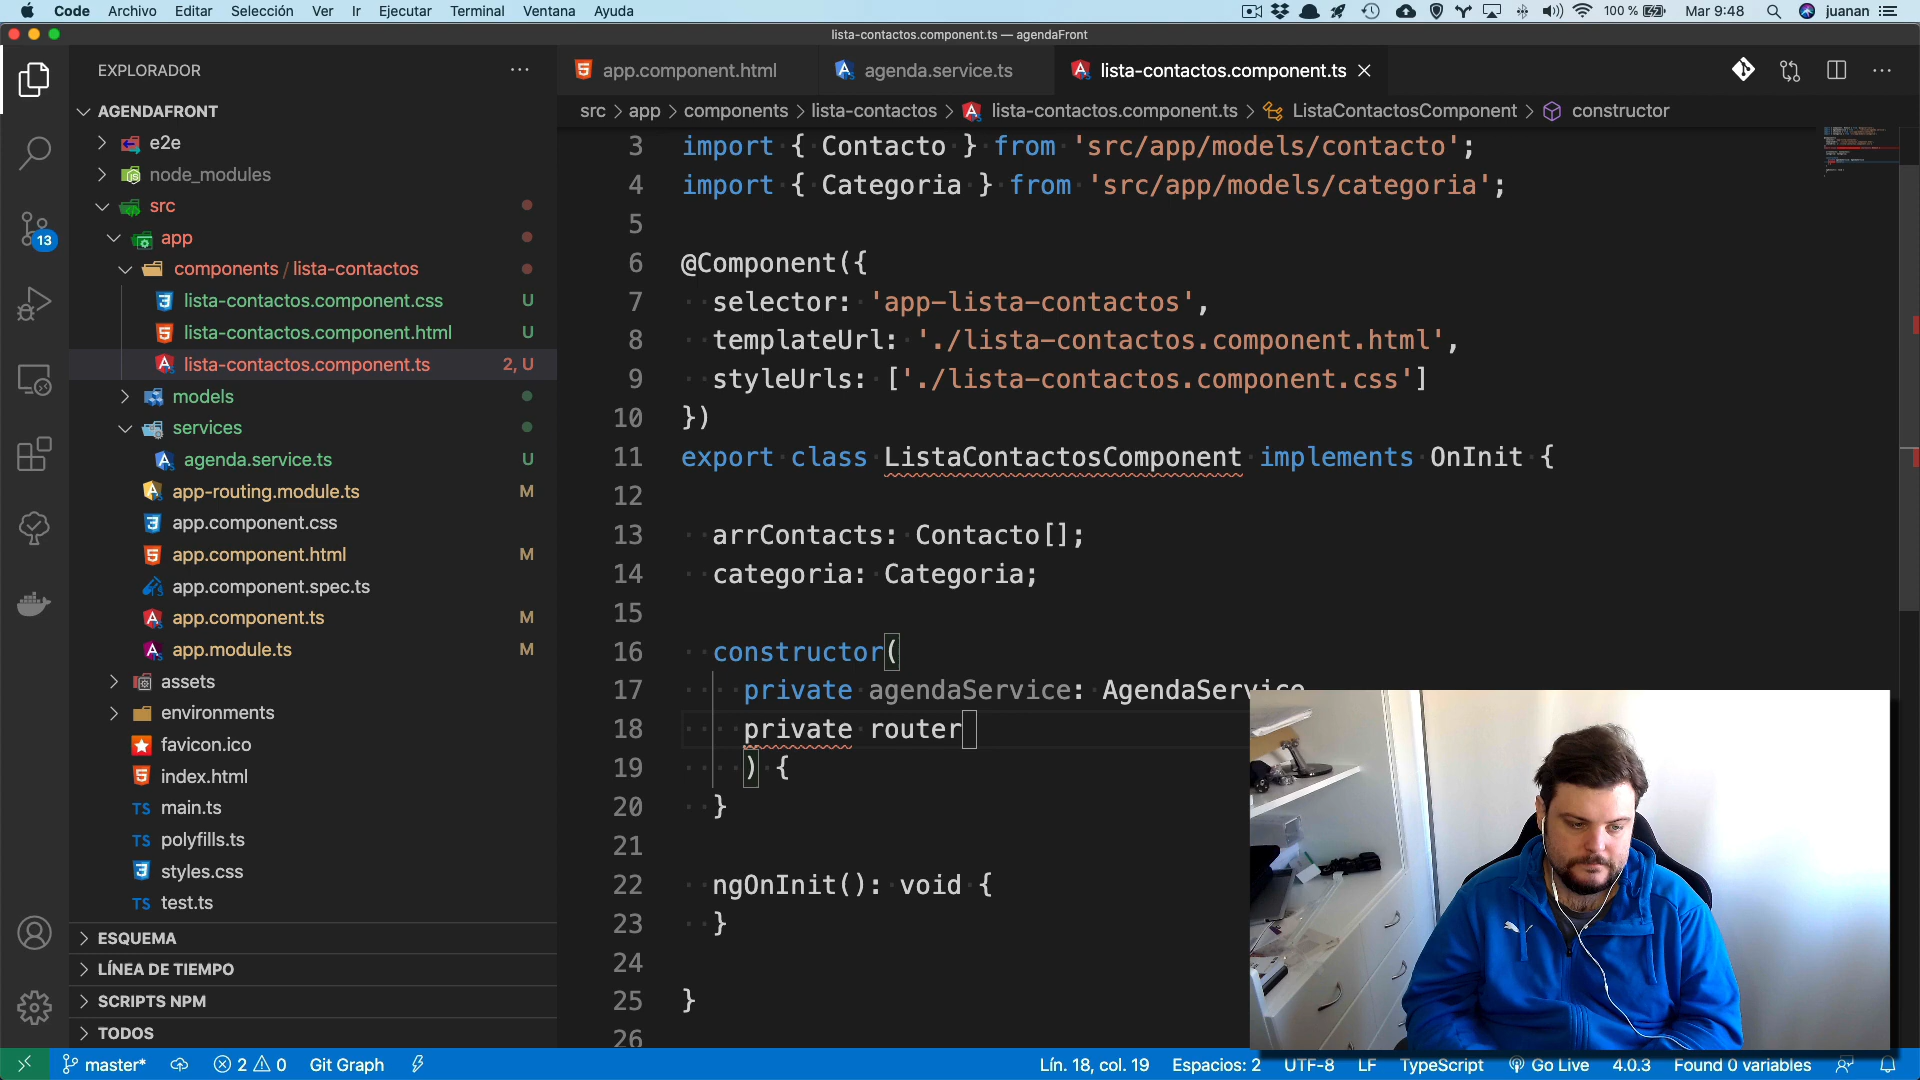 Code Archivo Editar Selección Ver Ir Ejecutar Terminal Ventana Ayuda 100 % Mar 9:48 juanan
lista-contactos.component.ts — agendaFront
EXPLORADOR
AGENDAFRONT
e2e
node_modules
src
app
components / lista-contactos
lista-contactos.component.css U
lista-contactos.component.html U
lista-contactos.component.ts 2, U
models
services
agenda.service.ts U
app-routing.module.ts M
app.component.css
app.component.html M
app.component.spec.ts
app.component.ts M
app.module.ts M
assets
environments
favicon.ico
index.html
TS main.ts
TS polyfills.ts
styles.css
TS test.ts
ESQUEMA
LÍNEA DE TIEMPO
SCRIPTS NPM
TODOS
13
app.component.html agenda.service.ts lista-contactos.component.ts
src > app > components > lista-contactos > lista-contactos.component.ts > ListaContactosComponent > constructor
3 import { Contacto } from 'src/app/models/contacto';
4 import { Categoria } from 'src/app/models/categoria';
5
6 @Component({
7 selector: 'app-lista-contactos',
8 templateUrl: './lista-contactos.component.html',
9 styleUrls: ['./lista-contactos.component.css']
10 })
11 export class ListaContactosComponent implements OnInit {
12
13 arrContacts: Contacto[];
14 categoria: Categoria;
15
16 constructor(
17 private agendaService: AgendaService
18 private router
19 ) {
20 }
21
22 ngOnInit(): void {
23 }
24
25 }
26
master* 2 0 Git Graph Lín. 18, col. 19 Espacios: 2 UTF-8 LF TypeScript Go Live 4.0.3 Found 0 variables